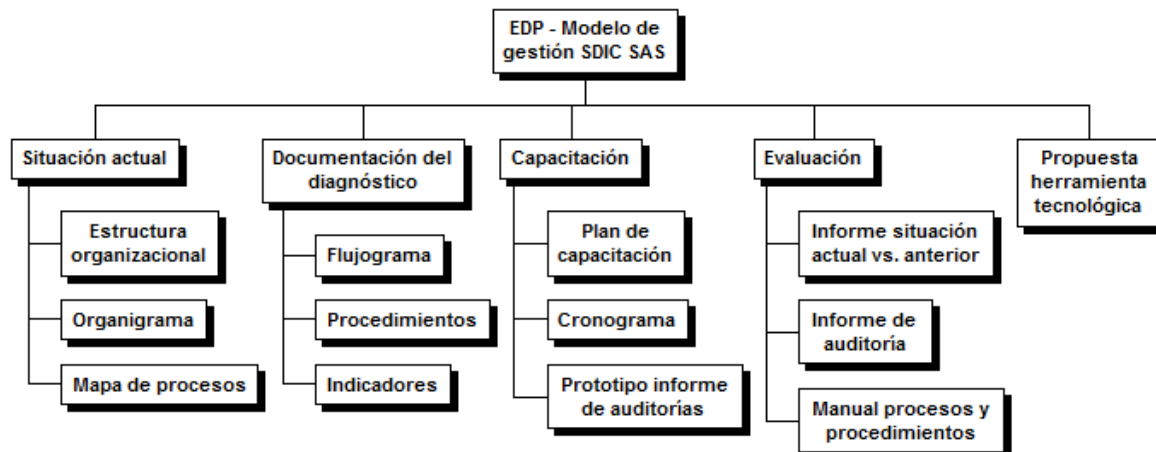 EDP - Modelo de
gestión SDIC SAS
Situación actual
Estructura
organizacional
Organigrama
Mapa de procesos
Documentación del
diagnóstico
Flujograma
Procedimientos
Indicadores
Capacitación
Plan de
capacitación
Cronograma
Prototipo informe
de auditorías
Evaluación
Informe situación
actual vs. anterior
Informe de
auditoría
Manual procesos y
procedimientos
Propuesta
herramienta
tecnológica